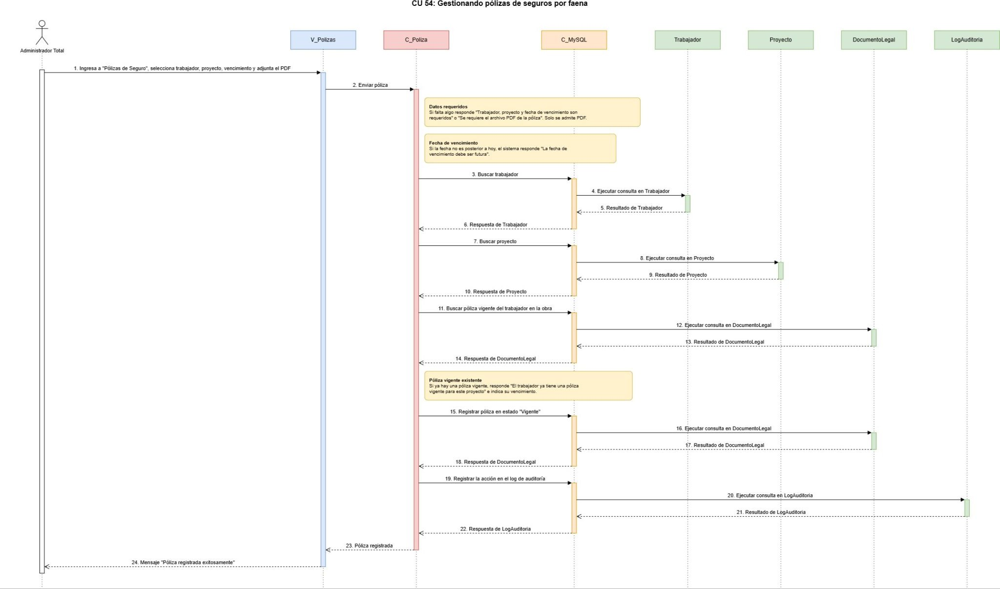 CU 54: Gestionando pólizas de seguros por faena
Administrador Total
V_Polizas
C_Poliza
C_MySQL
Trabajador
Proyecto
DocumentoLegal
LogAuditoria
1. Ingresa a "Pólizas de Seguro", selecciona trabajador, proyecto, vencimiento y adjunta el PDF
2. Enviar póliza
Datos requeridos
Si falta algo responde "Trabajador, proyecto y fecha de vencimiento son
requeridos" o "Se requiere el archivo PDF de la póliza". Solo se admite PDF.
Fecha de vencimiento
Si la fecha no es posterior a hoy, el sistema responde "La fecha de
vencimiento debe ser futura".
3. Buscar trabajador
4. Ejecutar consulta en Trabajador
5. Resultado de Trabajador
6. Respuesta de Trabajador
7. Buscar proyecto
8. Ejecutar consulta en Proyecto
9. Resultado de Proyecto
10. Respuesta de Proyecto
11. Buscar póliza vigente del trabajador en la obra
12. Ejecutar consulta en DocumentoLegal
13. Resultado de DocumentoLegal
14. Respuesta de DocumentoLegal
Póliza vigente existente
Si ya hay una póliza vigente, responde "El trabajador ya tiene una póliza
vigente para este proyecto" e indica su vencimiento.
15. Registrar póliza en estado "Vigente"
16. Ejecutar consulta en DocumentoLegal
17. Resultado de DocumentoLegal
18. Respuesta de DocumentoLegal
19. Registrar la acción en el log de auditoría
20. Ejecutar consulta en LogAuditoria
21. Resultado de LogAuditoria
22. Respuesta de LogAuditoria
23. Póliza registrada
24. Mensaje "Póliza registrada exitosamente"